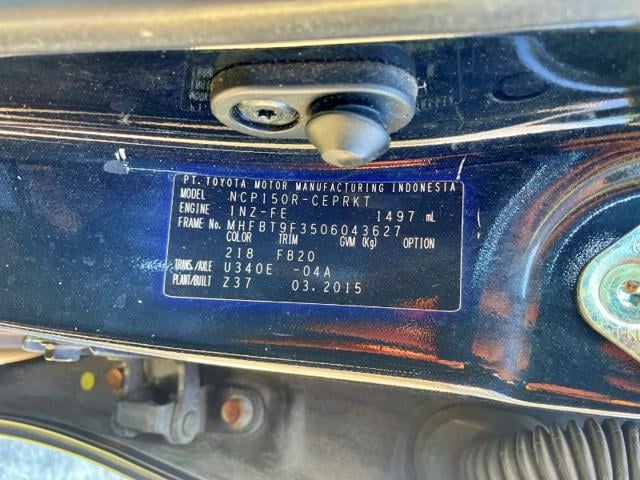 PT. TOYOTA MOTOR MANUFACTURING INDONESIA
MODEL NCP150R-CEPRKT
ENGINE 1NZ-FE 1497 mL
FRAME No. MHFBT9F3506043627
COLOR TRIM GVM (Kg) OPTION
218 FB20
TRANS./AXLE U340E -04A
PLANT/BUILT Z37 03.2015